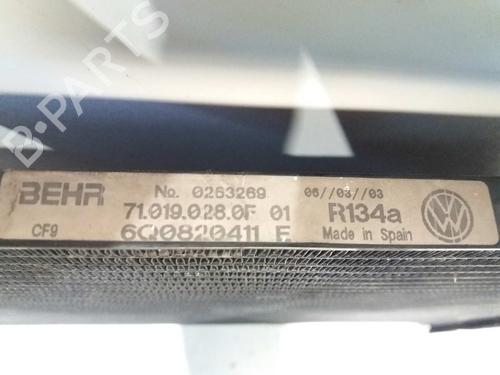 B-PARTS
BEHR No. 0263269 06//03//03
71.019.028.0F 01 R134a
CF9 6Q0820411 E Made in Spain